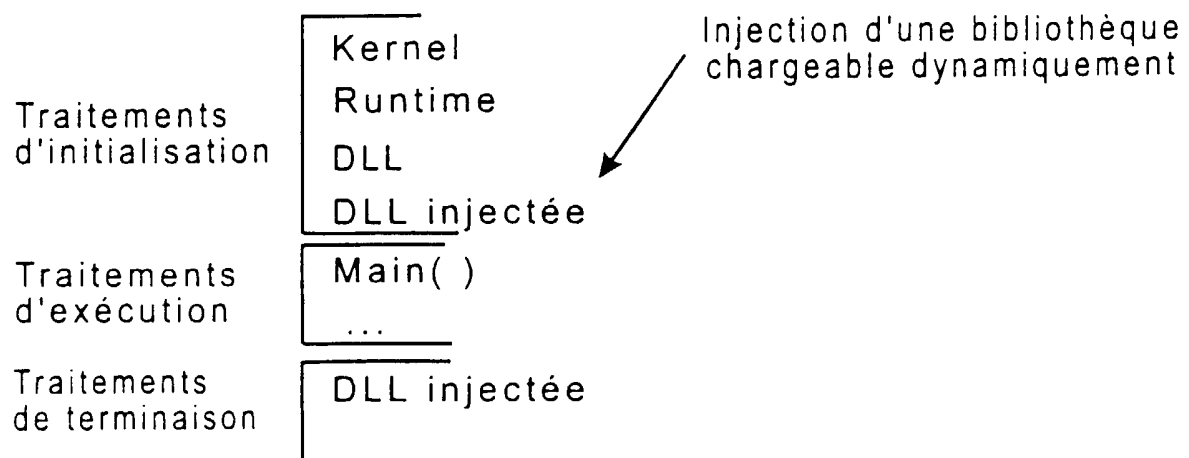 Injection d'une bibliothèque
chargeable dynamiquement
Traitements
d'initialisation
Kernel
Runtime
DLL
DLL injectée
Traitements
d'exécution
Main( )
...
Traitements
de terminaison
DLL injectée